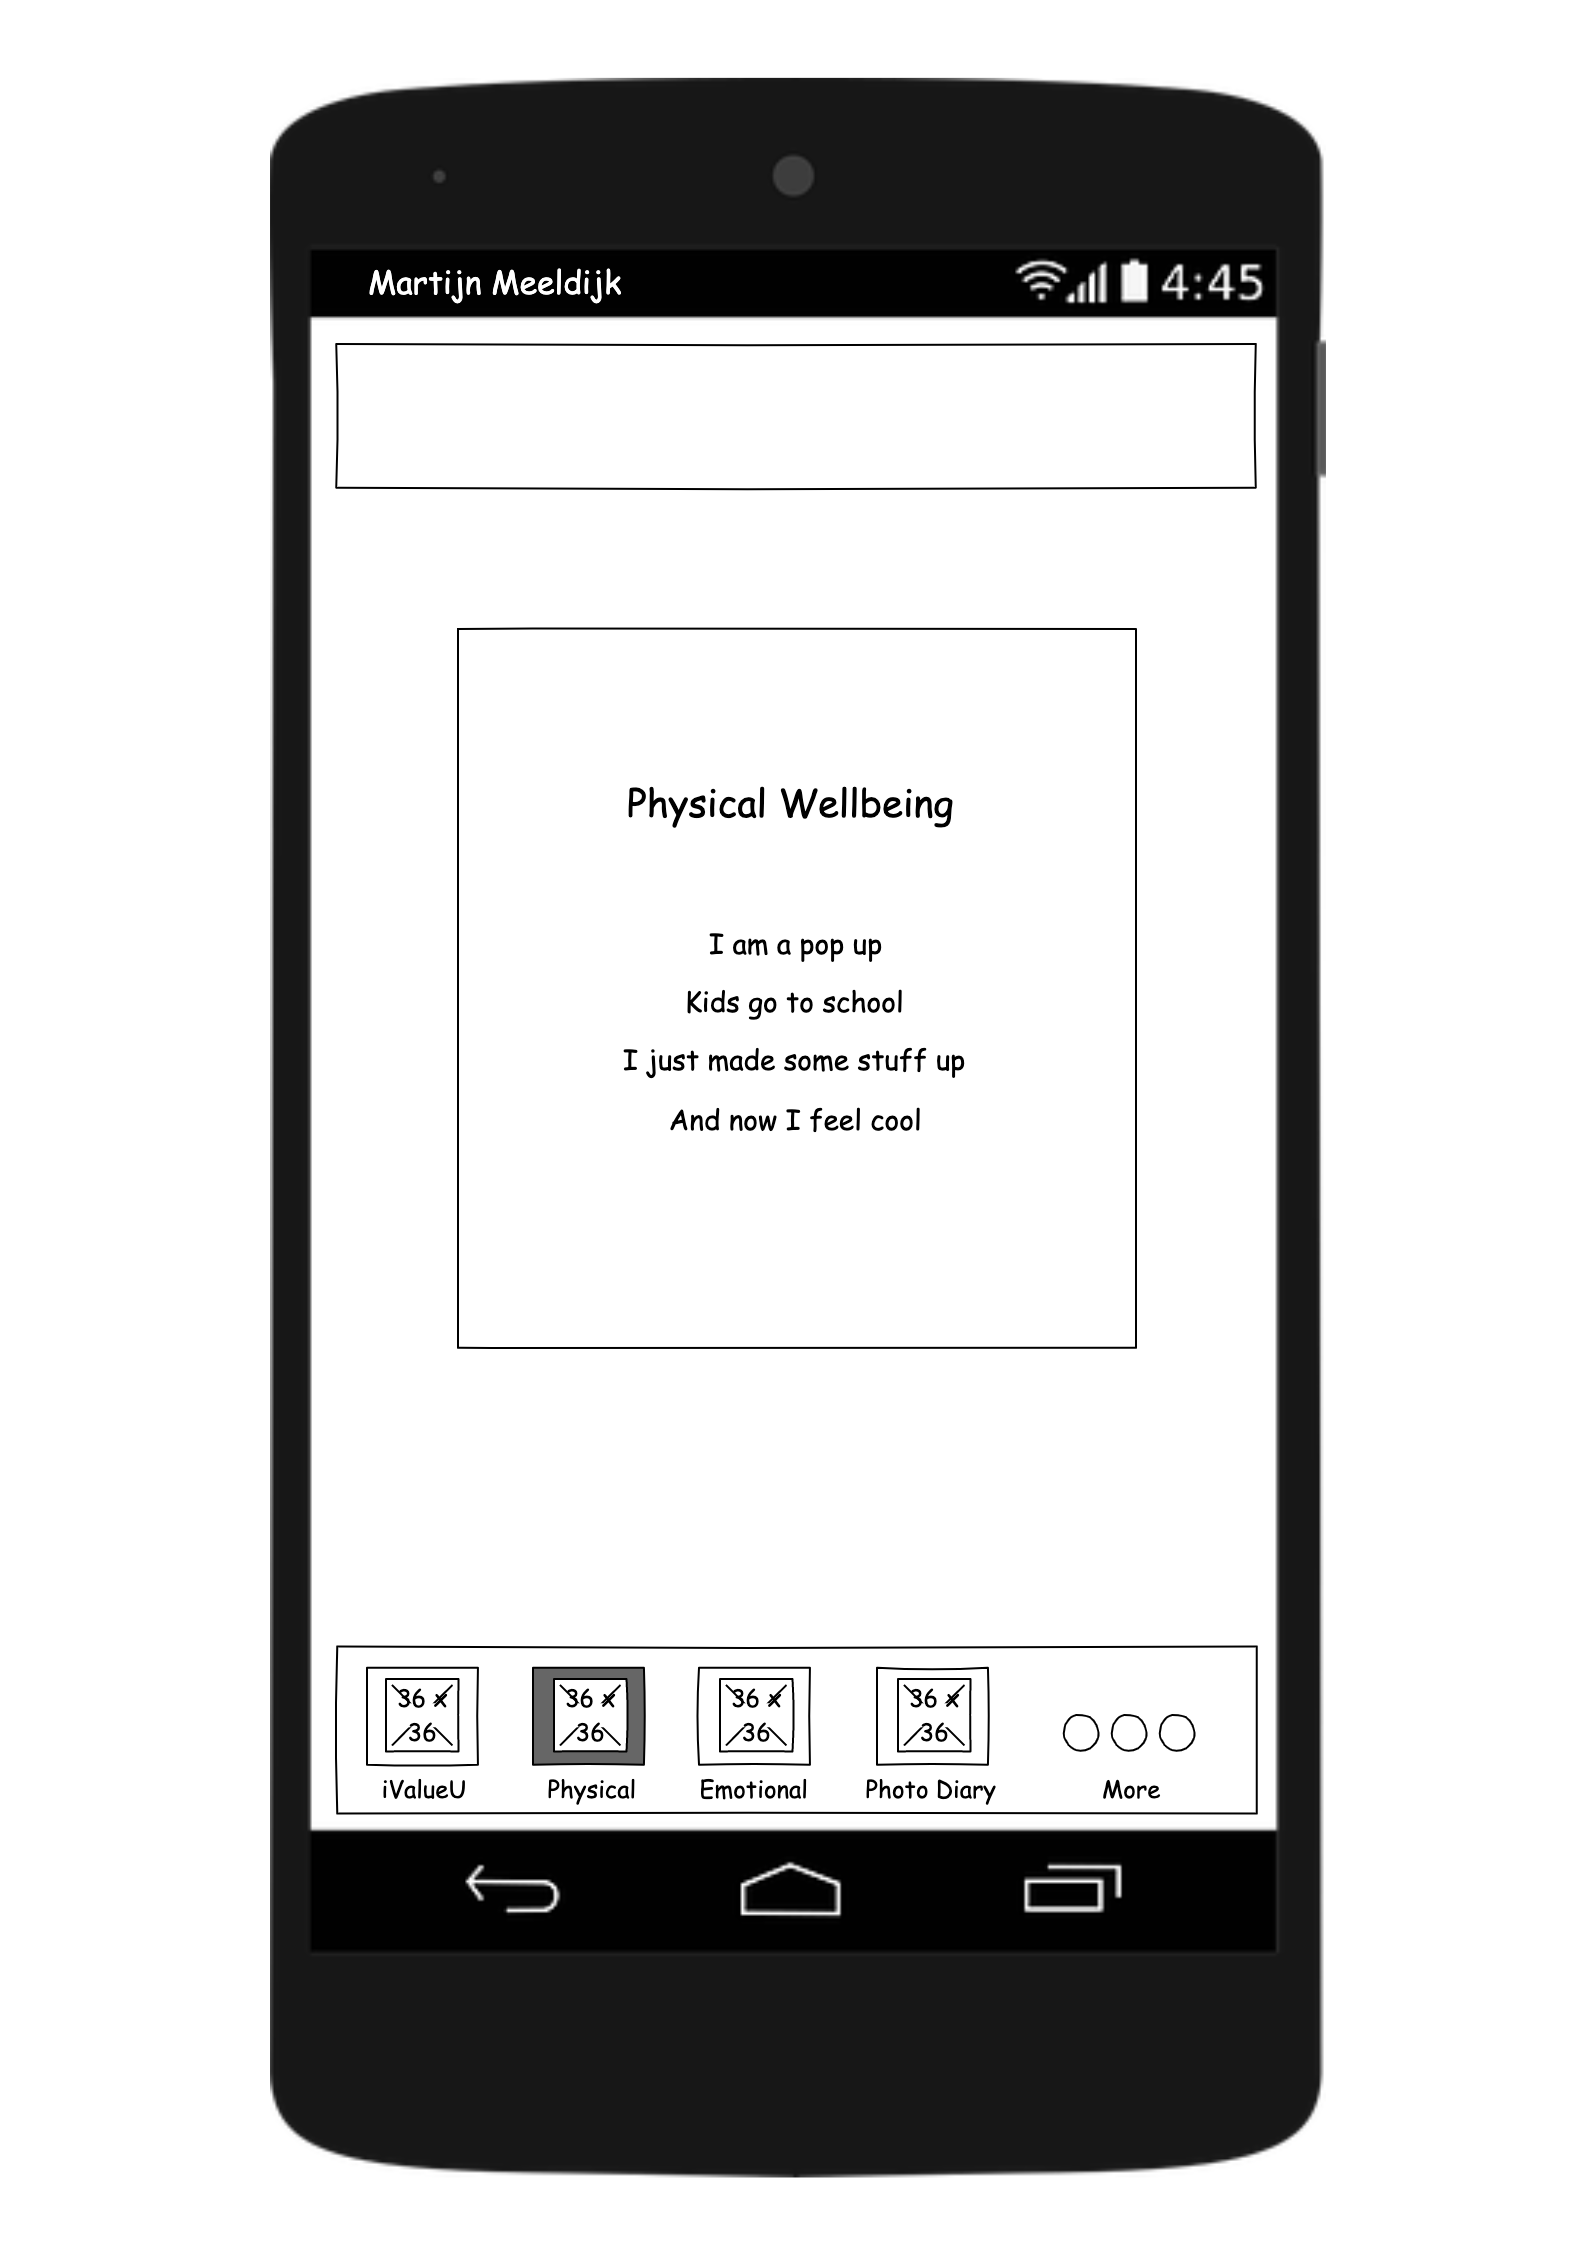 Martijn Meeldijk 4:45
Physical Wellbeing
I am a pop up
Kids go to school
I just made some stuff up
And now I feel cool
36 x 36 x 36 x 36 x
36 36 36 36
iValueU Physical Emotional Photo Diary More